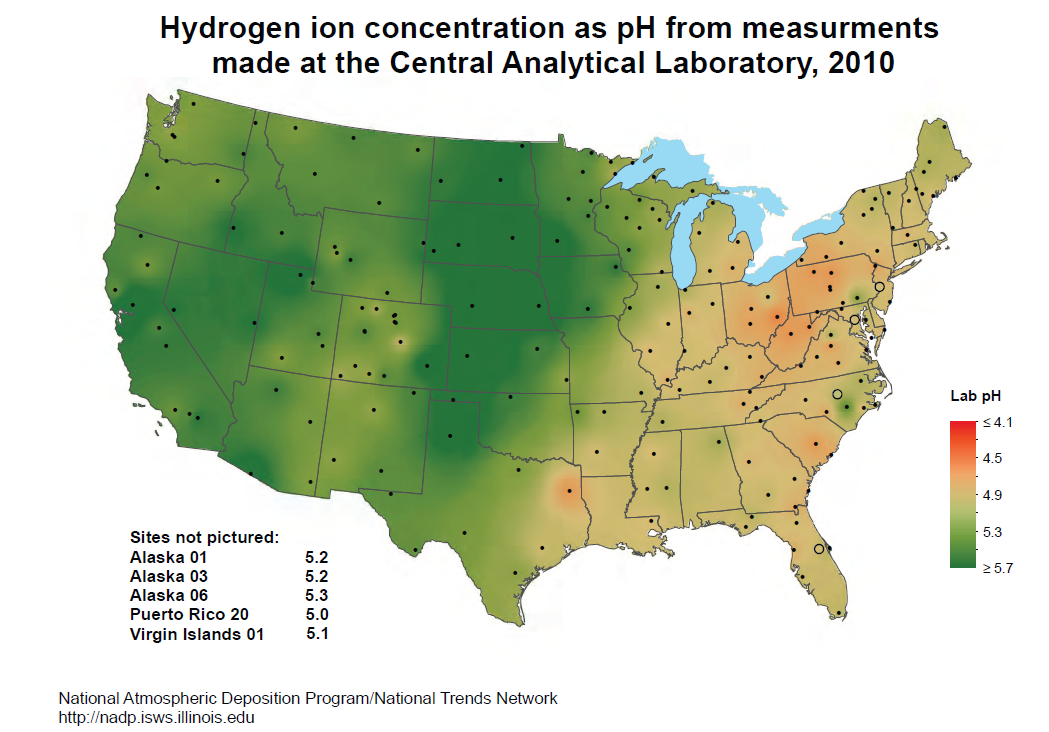 Hydrogen ion concentration as pH from measurments
made at the Central Analytical Laboratory, 2010
Lab pH
≤ 4.1
4.5
4.9
5.3
≥ 5.7
Sites not pictured:
Alaska 01 5.2
Alaska 03 5.2
Alaska 06 5.3
Puerto Rico 20 5.0
Virgin Islands 01 5.1
National Atmospheric Deposition Program/National Trends Network
http://nadp.isws.illinois.edu